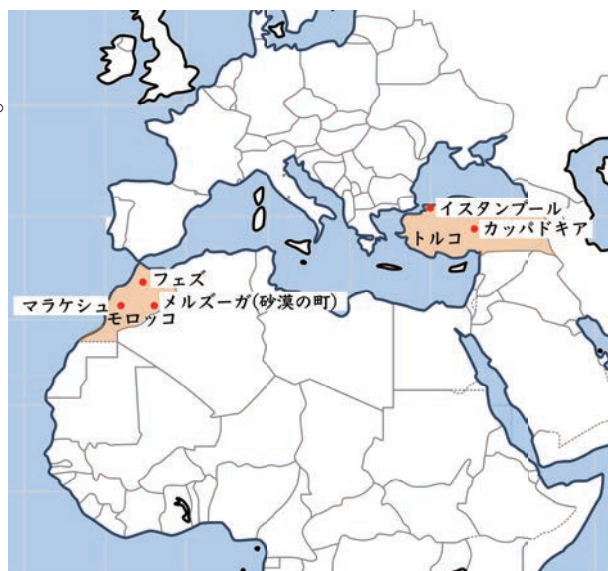 。
イスタンプール
カッパドキア
トルコ
フェズ
マラケシュ
メルズーガ(砂漠の町)
モロッコ